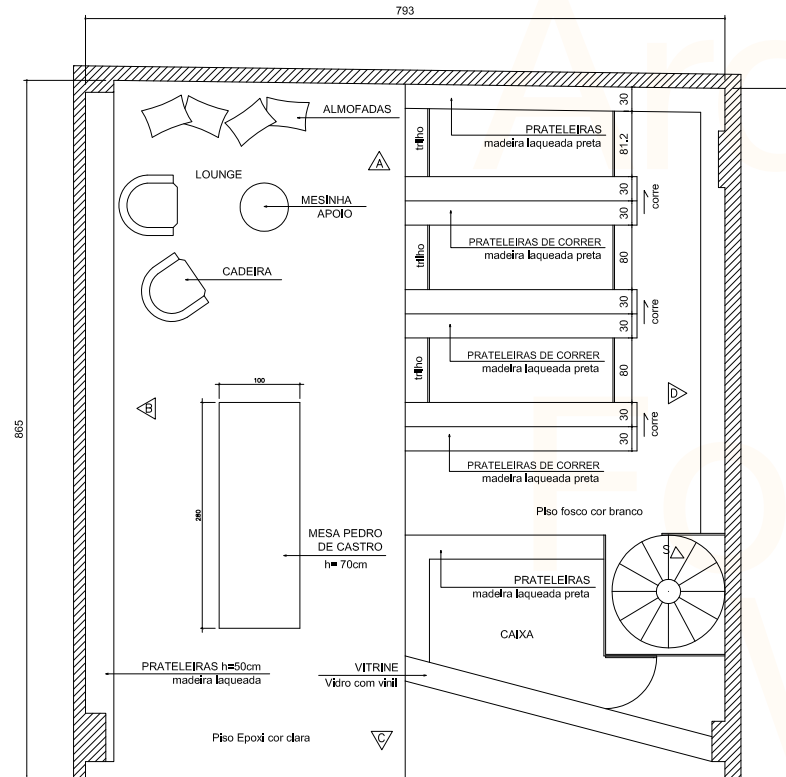 793
865
ALMOFADAS
LOUNGE
MESINHA
APOIO
CADEIRA
A
B
100
280
MESA PEDRO
DE CASTRO
h= 70cm
PRATELEIRAS h=50cm
madeira laqueada
Piso Epoxi cor clara
C
VITRINE
Vidro com vinil
PRATELEIRAS
madeira laqueada preta
trilho
30
81.2
30
30
corre
PRATELEIRAS DE CORRER
madeira laqueada preta
trilho
80
30
30
corre
PRATELEIRAS DE CORRER
madeira laqueada preta
trilho
80
30
30
corre
PRATELEIRAS DE CORRER
madeira laqueada preta
D
Piso fosco cor branco
S
PRATELEIRAS
madeira laqueada preta
CAIXA
Arc
Fo